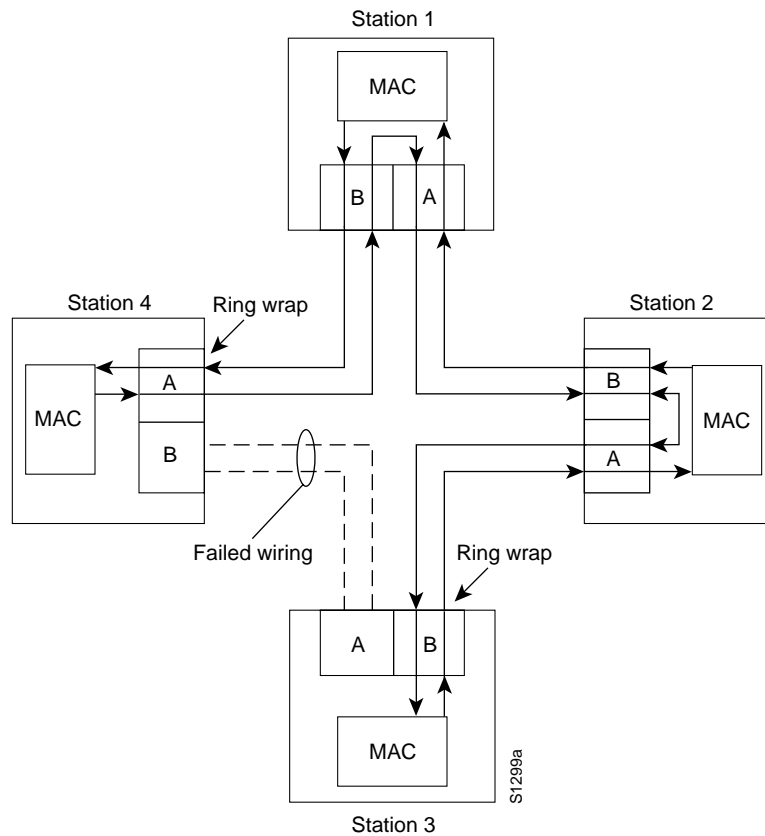 Station 1
MAC
B
A
Station 4
Ring wrap
Station 2
A
B
MAC
MAC
B
A
Failed wiring
Ring wrap
A
B
MAC
S1299a
Station 3